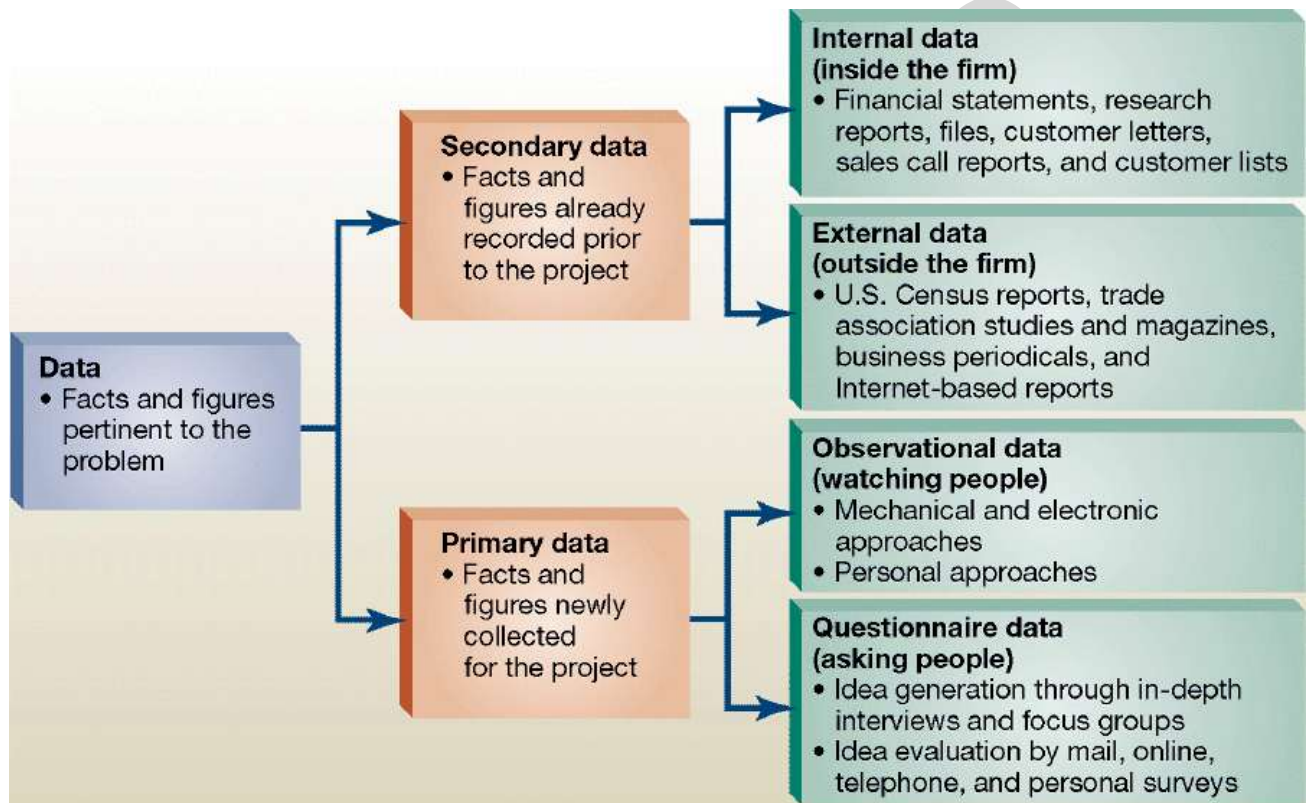 Data
• Facts and figures
pertinent to the
problem
Secondary data
• Facts and
figures already
recorded prior
to the project
Primary data
• Facts and
figures newly
collected
for the project
Internal data
(inside the firm)
• Financial statements, research
reports, files, customer letters,
sales call reports, and customer lists
External data
(outside the firm)
• U.S. Census reports, trade
association studies and magazines,
business periodicals, and
Internet-based reports
Observational data
(watching people)
• Mechanical and electronic
approaches
• Personal approaches
Questionnaire data
(asking people)
• Idea generation through in-depth
interviews and focus groups
• Idea evaluation by mail, online,
telephone, and personal surveys